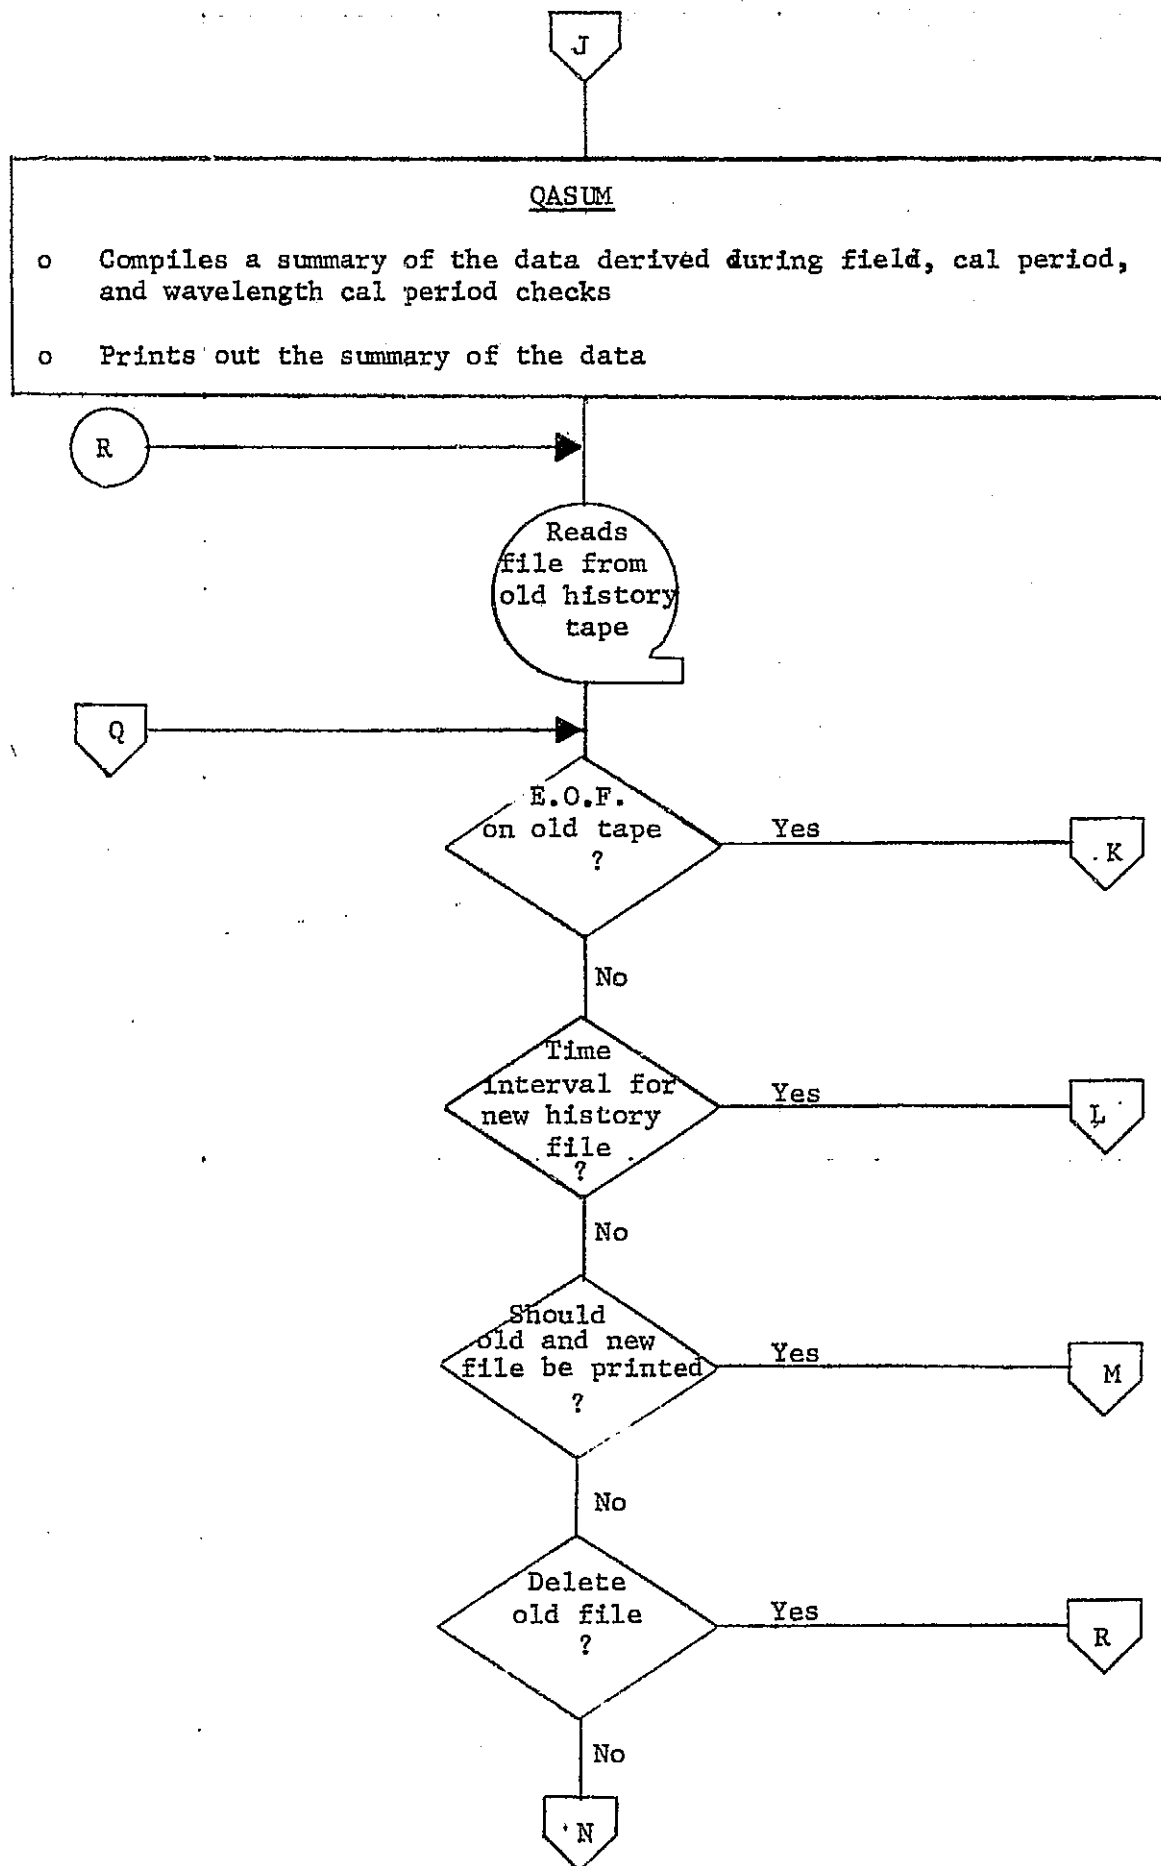 J
QASUM
o Compiles a summary of the data derived during field, cal period,
and wavelength cal period checks
o Prints out the summary of the data
R
Reads
file from
old history
tape
Q
E.O.F.
on old tape
?
Yes
K
No
Time
interval for
new history
file
?
Yes
L
No
Should
old and new
file be printed
?
Yes
M
No
Delete
old file
?
Yes
R
No
N